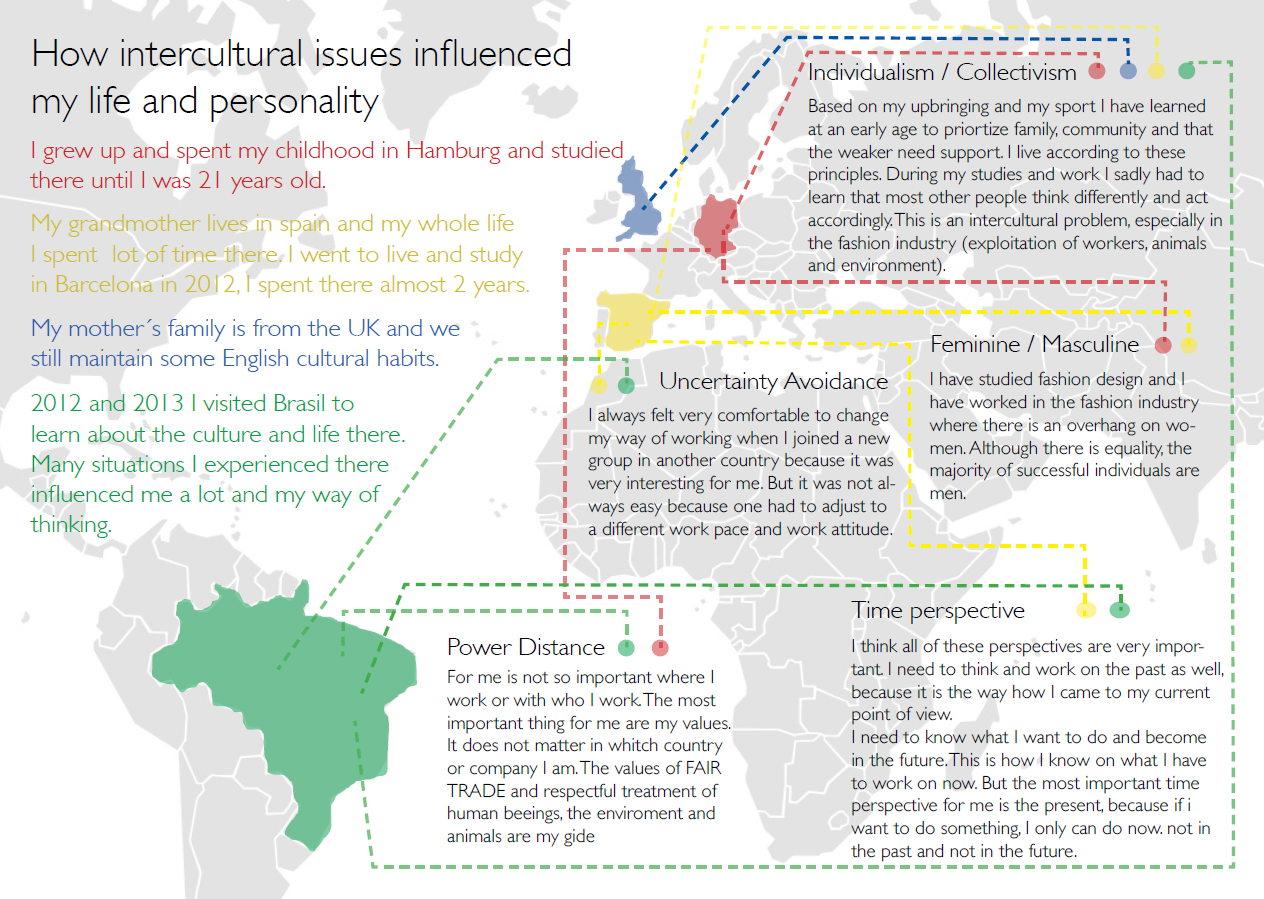 How intercultural issues influenced
my life and personality
I grew up and spent my childhood in Hamburg and studied
there until I was 21 years old.
My grandmother lives in spain and my whole life
I spent lot of time there. I went to live and study
in Barcelona in 2012, I spent there almost 2 years.
My mother´s family is from the UK and we
still maintain some English cultural habits.
2012 and 2013 I visited Brasil to
learn about the culture and life there.
Many situations I experienced there
influenced me a lot and my way of
thinking.
Individualism / Collectivism
Based on my upbringing and my sport I have learned
at an early age to priortize family, community and that
the weaker need support. I live according to these
principles. During my studies and work I sadly had to
learn that most other people think differently and act
accordingly. This is an intercultural problem, especially in
the fashion industry (exploitation of workers, animals
and environment).
Feminine / Masculine
I have studied fashion design and I
have worked in the fashion industry
where there is an overhang on wo-
men. Although there is equality, the
majority of successful individuals are
men.
Uncertainty Avoidance
I always felt very comfortable to change
my way of working when I joined a new
group in another country because it was
very interesting for me. But it was not al-
ways easy because one had to adjust to
a different work pace and work attitude.
Time perspective
I think all of these perspectives are very impor-
tant. I need to think and work on the past as well,
because it is the way how I came to my current
point of view.
I need to know what I want to do and become
in the future. This is how I know on what I have
to work on now. But the most important time
perspective for me is the present, because if i
want to do something, I only can do now. not in
the past and not in the future.
Power Distance
For me is not so important where I
work or with who I work. The most
important thing for me are my values.
It does not matter in whitch country
or company I am. The values of FAIR
TRADE and respectful treatment of
human beeings, the enviroment and
animals are my gide